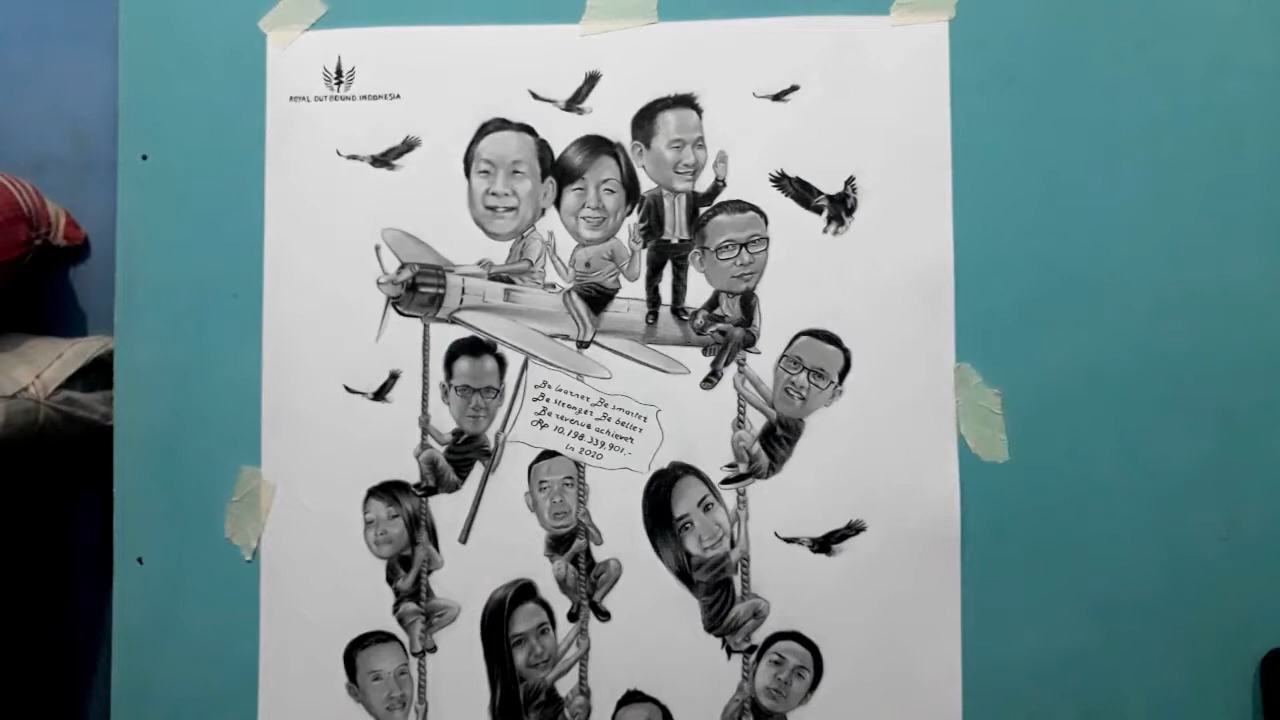 ROYAL OUTBOUND INDONESIA
Be learner Be smarter
Be stronger Be better
Be revenue achiever
Rp 10.198.339.901,-
in 2020